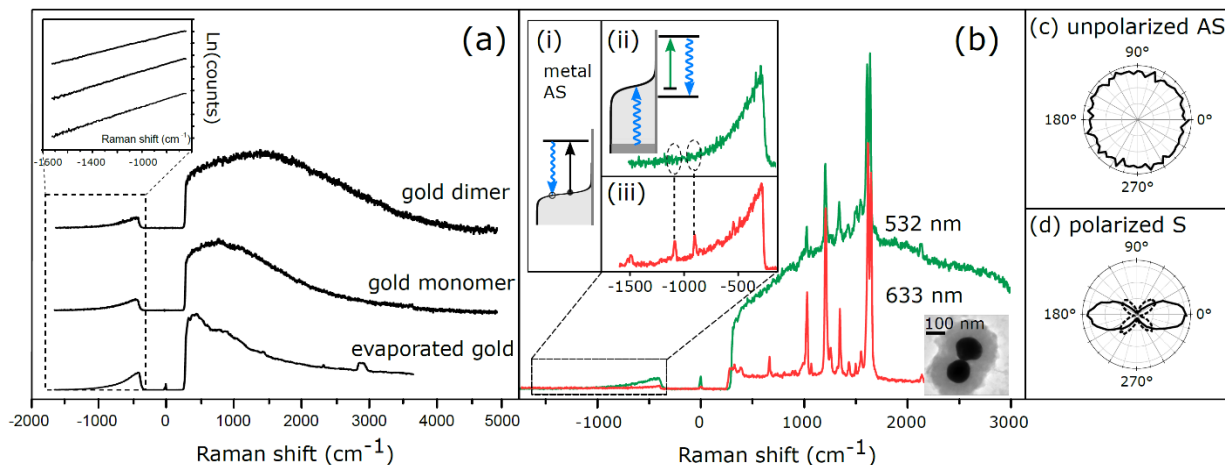 (a)
Ln(counts)
Raman shift (cm-1)
-1600 -1400 -1200 -1000
gold dimer
gold monomer
evaporated gold
-2000 -1000 0 1000 2000 3000 4000 5000
Raman shift (cm-1)
(b)
(i)
metal
AS
(ii)
(iii)
-1500 -1000 -500
532 nm
633 nm
100 nm
-1000 0 1000 2000 3000
Raman shift (cm-1)
(c) unpolarized AS
90°
180° 0°
270°
(d) polarized S
90°
180° 0°
270°